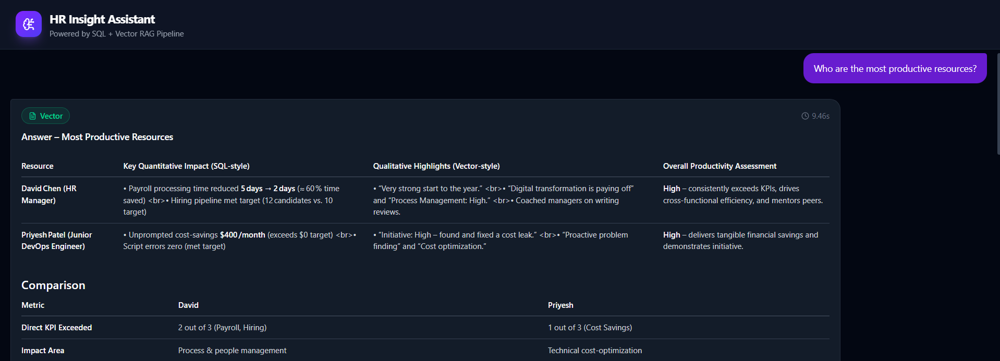 HR Insight Assistant
Powered by SQL + Vector RAG Pipeline
Who are the most productive resources?
Vector
9.46s
Answer – Most Productive Resources
Resource
Key Quantitative Impact (SQL-style)
Qualitative Highlights (Vector-style)
Overall Productivity Assessment
David Chen (HR
Manager)
• Payroll processing time reduced 5 days → 2 days (≈ 60 % time
saved) <br>• Hiring pipeline met target (12 candidates vs. 10
target)
• “Very strong start to the year.” <br>• “Digital transformation is paying off”
and “Process Management: High.” <br>• Coached managers on writing
reviews.
High – consistently exceeds KPIs, drives
cross-functional efficiency, and mentors peers.
Priyesh Patel (Junior
DevOps Engineer)
• Unprompted cost-savings $400 /month (exceeds $0 target) <br>•
Script errors zero (met target)
• “Initiative: High – found and fixed a cost leak.” <br>• “Proactive problem
finding” and “Cost optimization.”
High – delivers tangible financial savings and
demonstrates initiative.
Comparison
Metric
David
Priyesh
Direct KPI Exceeded
2 out of 3 (Payroll, Hiring)
1 out of 3 (Cost Savings)
Impact Area
Process & people management
Technical cost-optimization